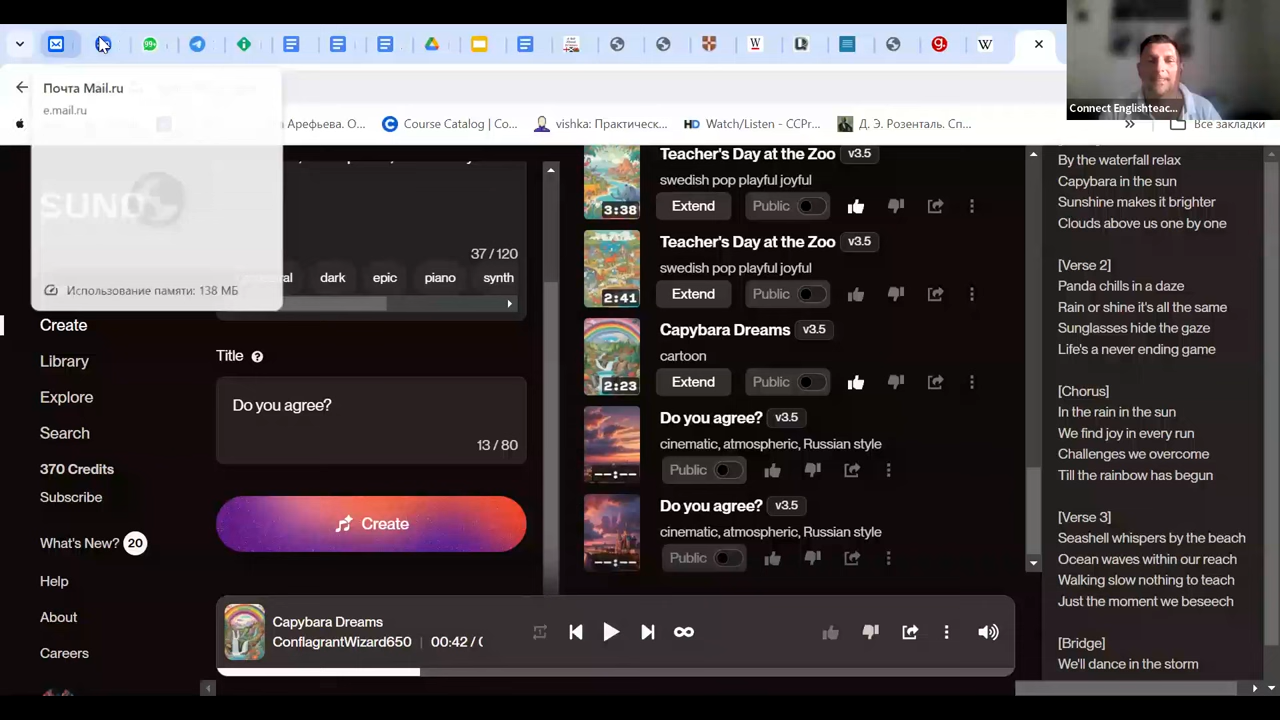 99+
Connect Englishteac...
Почта Mail.ru
e.mail.ru
SUNO
Использование памяти: 138 МБ
Арефьева. О...
Course Catalog | Co...
vishka: Практическ...
Watch/Listen - CCPr...
Д. Э. Розенталь. Сп...
Все закладки
37 / 120
dark
epic
piano
synth
Create
Library
Explore
Search
370 Credits
Subscribe
What's New? 20
Help
About
Careers
Title
Do you agree?
13 / 80
Create
Teacher's Day at the Zoo v3.5
swedish pop playful joyful
3:38
Extend
Public
Teacher's Day at the Zoo v3.5
swedish pop playful joyful
2:41
Extend
Public
Capybara Dreams v3.5
cartoon
2:23
Extend
Public
Do you agree? v3.5
cinematic, atmospheric, Russian style
--:--
Public
Do you agree? v3.5
cinematic, atmospheric, Russian style
--:--
Public
Capybara Dreams
ConflagrantWizard650 00:42 /
By the waterfall relax
Capybara in the sun
Sunshine makes it brighter
Clouds above us one by one
[Verse 2]
Panda chills in a daze
Rain or shine it's all the same
Sunglasses hide the gaze
Life's a never ending game
[Chorus]
In the rain in the sun
We find joy in every run
Challenges we overcome
Till the rainbow has begun
[Verse 3]
Seashell whispers by the beach
Ocean waves within our reach
Walking slow nothing to teach
Just the moment we beseech
[Bridge]
We'll dance in the storm